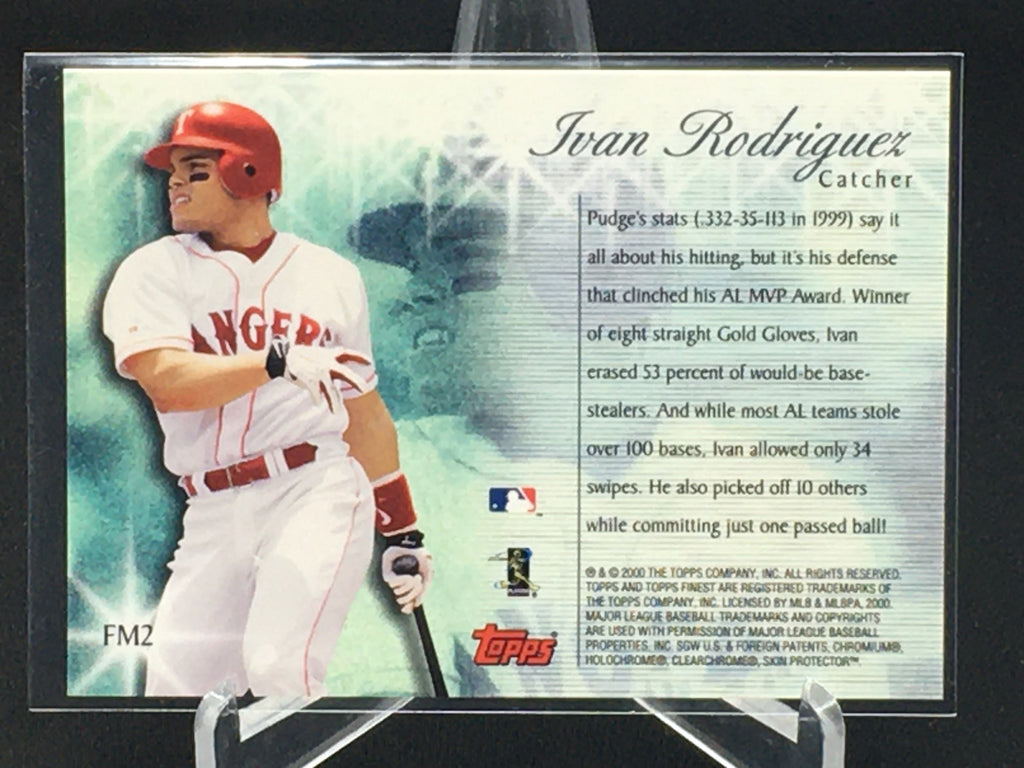 Ivan Rodriguez
Catcher
Pudge's stats (.332-35-113 in 1999) say it
all about his hitting, but it's his defense
that clinched his AL MVP Award. Winner
of eight straight Gold Gloves, Ivan
erased 53 percent of would-be base-
stealers. And while most AL teams stole
over 100 bases, Ivan allowed only 34
swipes. He also picked off 10 others
while committing just one passed ball!
® & © 2000 THE TOPPS COMPANY, INC. ALL RIGHTS RESERVED.
TOPPS AND TOPPS FINEST ARE REGISTERED TRADEMARKS OF
THE TOPPS COMPANY, INC. LICENSED BY MLB & MLBPA, 2000.
MAJOR LEAGUE BASEBALL TRADEMARKS AND COPYRIGHTS
ARE USED WITH PERMISSION OF MAJOR LEAGUE BASEBALL
PROPERTIES, INC. SGW U.S. & FOREIGN PATENTS, CHROMIUM®,
HOLOCHROME®, CLEARCHROME®, SKIN PROTECTOR™.
T
ANGERS
FM2
topps